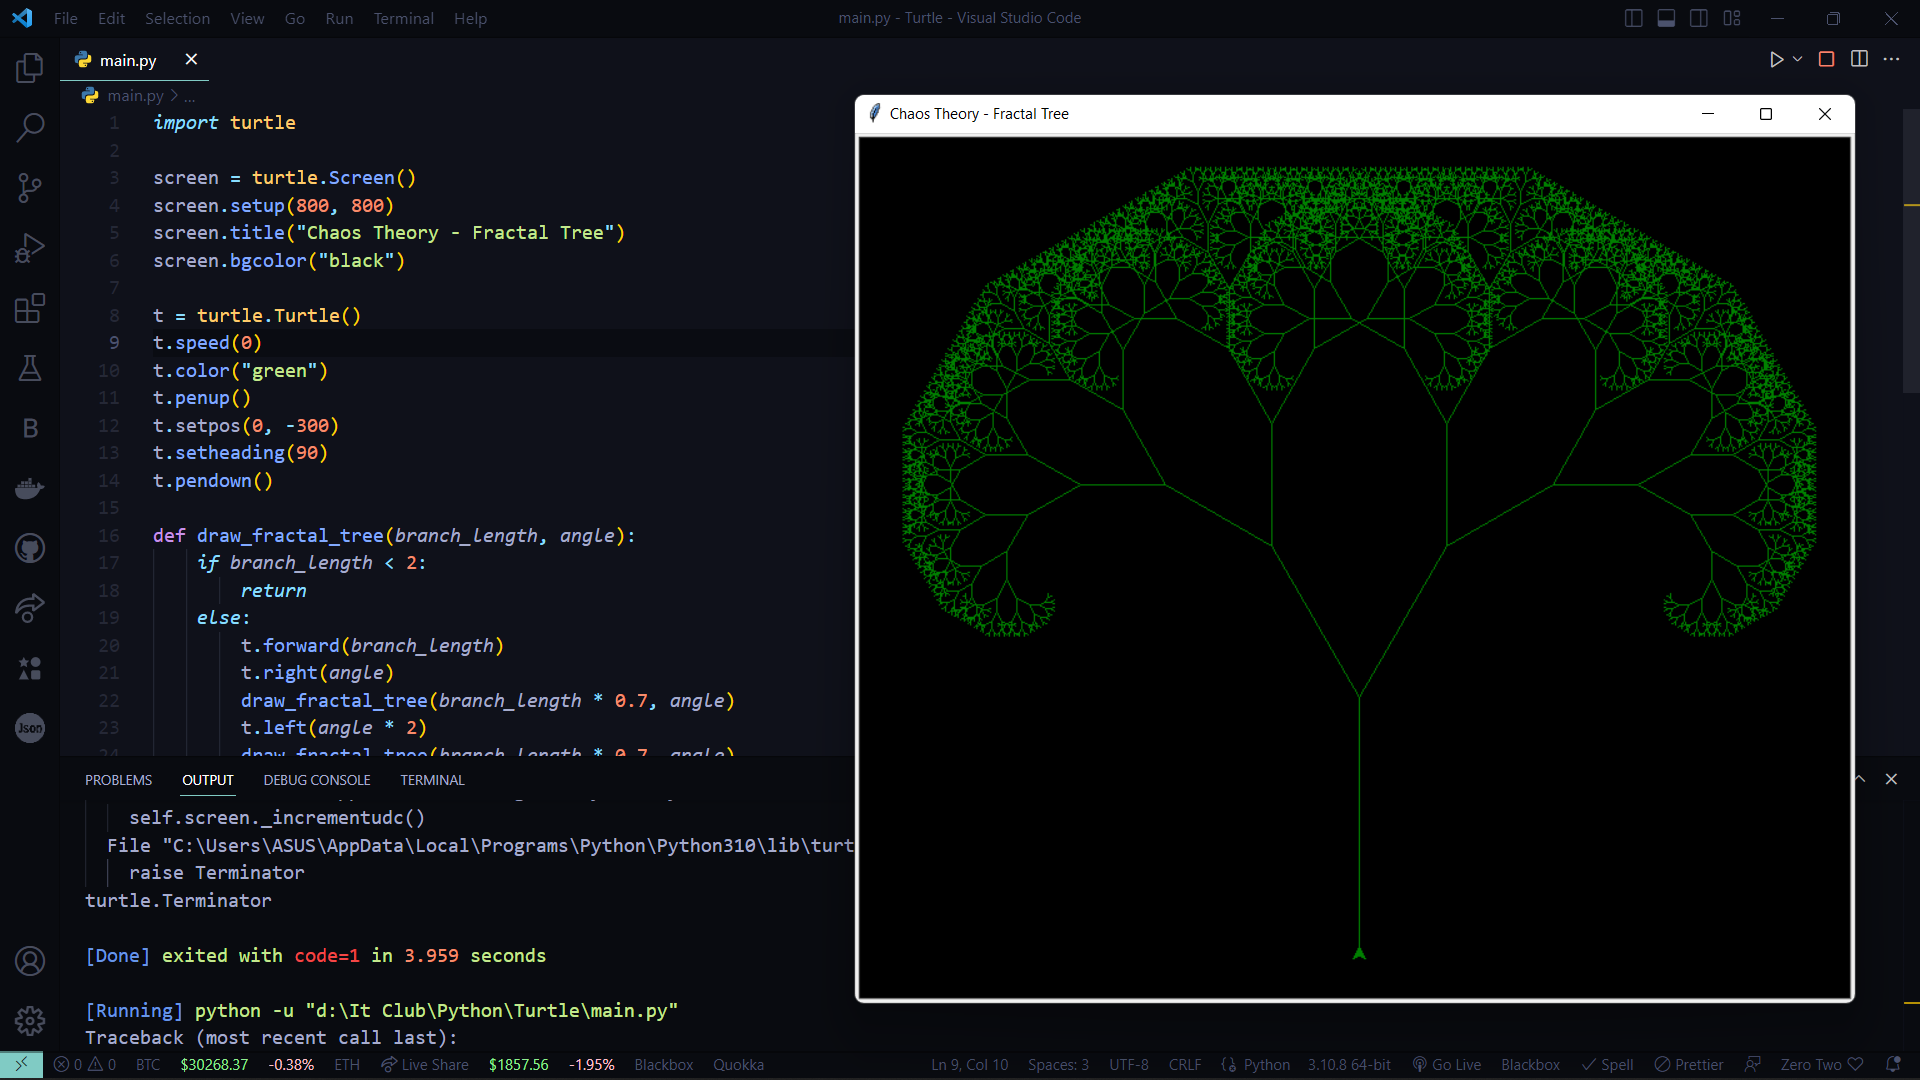 File Edit Selection View Go Run Terminal Help
main.py - Turtle - Visual Studio Code
main.py
main.py > ...
1 import turtle
2
3 screen = turtle.Screen()
4 screen.setup(800, 800)
5 screen.title("Chaos Theory - Fractal Tree")
6 screen.bgcolor("black")
7
8 t = turtle.Turtle()
9 t.speed(0)
10 t.color("green")
11 t.penup()
12 t.setpos(0, -300)
13 t.setheading(90)
14 t.pendown()
15
16 def draw_fractal_tree(branch_length, angle):
17 if branch_length < 2:
18 return
19 else:
20 t.forward(branch_length)
21 t.right(angle)
22 draw_fractal_tree(branch_length * 0.7, angle)
23 t.left(angle * 2)
24 draw_fractal_tree(branch_length * 0.7, angle)
Chaos Theory - Fractal Tree
B
Json
PROBLEMS OUTPUT DEBUG CONSOLE TERMINAL
self.screen._incrementudc()
File "C:\Users\ASUS\AppData\Local\Programs\Python\Python310\lib\turt
raise Terminator
turtle.Terminator
[Done] exited with code=1 in 3.959 seconds
[Running] python -u "d:\It Club\Python\Turtle\main.py"
Traceback (most recent call last):
0 0 BTC $30268.37 -0.38% ETH Live Share $1857.56 -1.95% Blackbox Quokka Ln 9, Col 10 Spaces: 3 UTF-8 CRLF Python 3.10.8 64-bit Go Live Blackbox Spell Prettier Zero Two